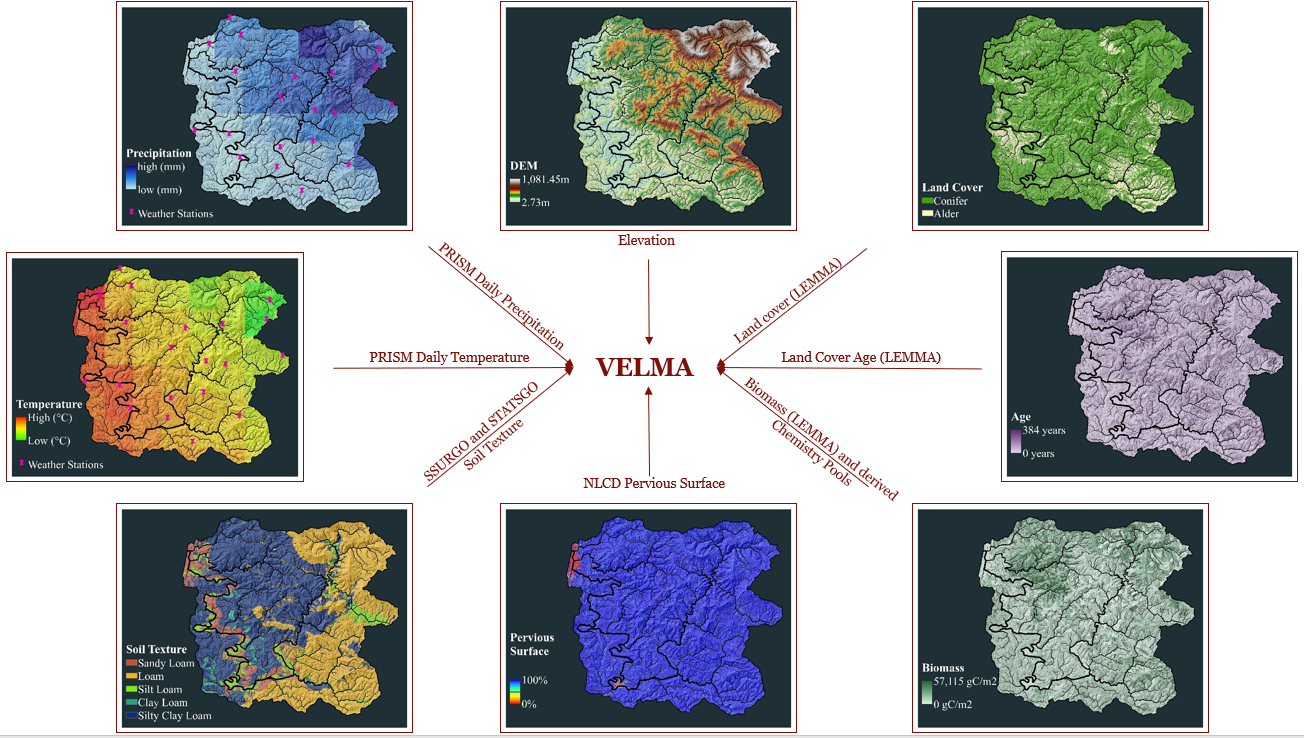 Precipitation
high (mm)
low (mm)
Weather Stations
DEM
1,081.45m
2.73m
Land Cover
Conifer
Alder
Elevation
PRISM Daily Precipitation
Land cover (LEMMA)
Temperature
High (°C)
Low (°C)
Weather Stations
PRISM Daily Temperature
VELMA
Land Cover Age (LEMMA)
Age
384 years
0 years
SSURGO and STATSGO
Soil Texture
NLCD Pervious Surface
Biomass (LEMMA) and derived
Chemistry Pools
Soil Texture
Sandy Loam
Loam
Silt Loam
Clay Loam
Silty Clay Loam
Pervious
Surface
100%
0%
Biomass
57,115 gC/m2
0 gC/m2